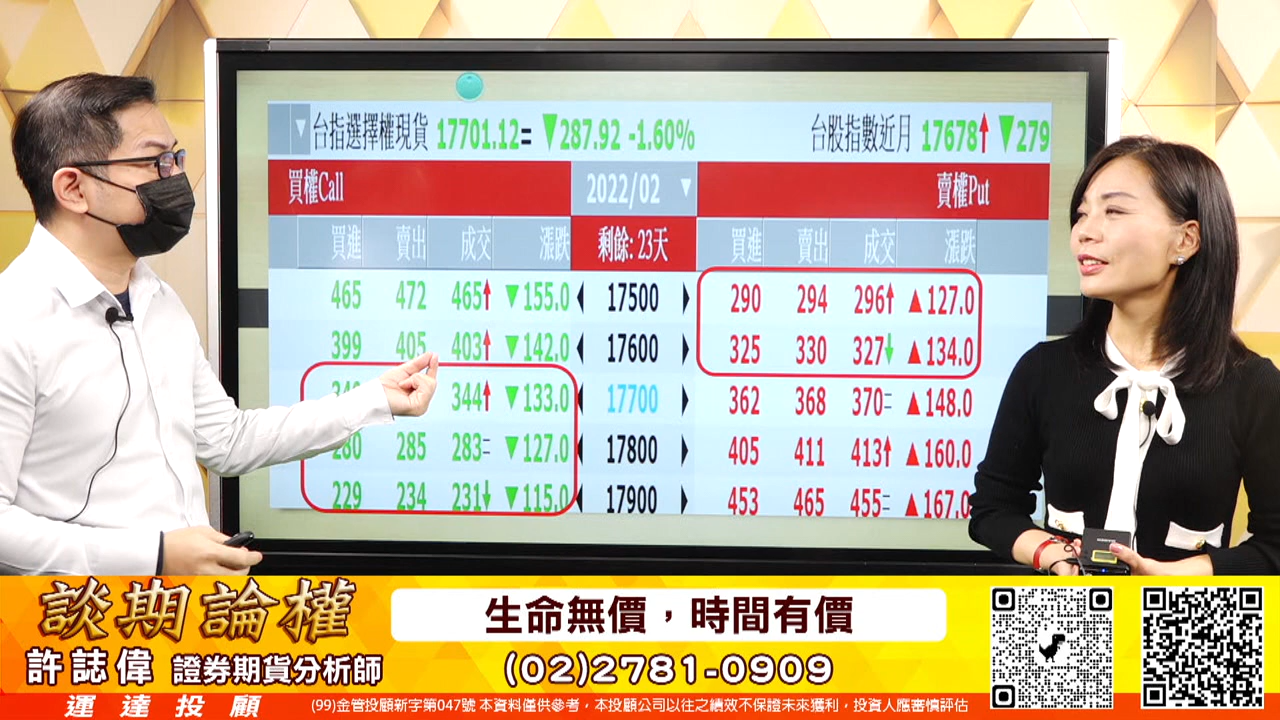 台指選擇權現貨 17701.12= ▼287.92 -1.60% 台股指數近月 17678↑ ▼279
買權Call 2022/02 ▼ 賣權Put
買進 賣出 成交 漲跌 剩餘: 23天 買進 賣出 成交 漲跌
465 472 465↑ ▼155.0 17500 290 294 296↑ ▲127.0
399 405 403↑ ▼142.0 17600 325 330 327↓ ▲134.0
344↑ ▼133.0 17700 362 368 370= ▲148.0
280 285 283= ▼127.0 17800 405 411 413↑ ▲160.0
229 234 231↓ ▼115.0 17900 453 465 455= ▲167.0
談期論權
生命無價，時間有價
許誌偉 證券期貨分析師
(02)2781-0909
運達投顧 (99)金管投顧新字第047號 本資料僅供參考，本投顧公司以往之績效不保證未來獲利，投資人應審慎評估